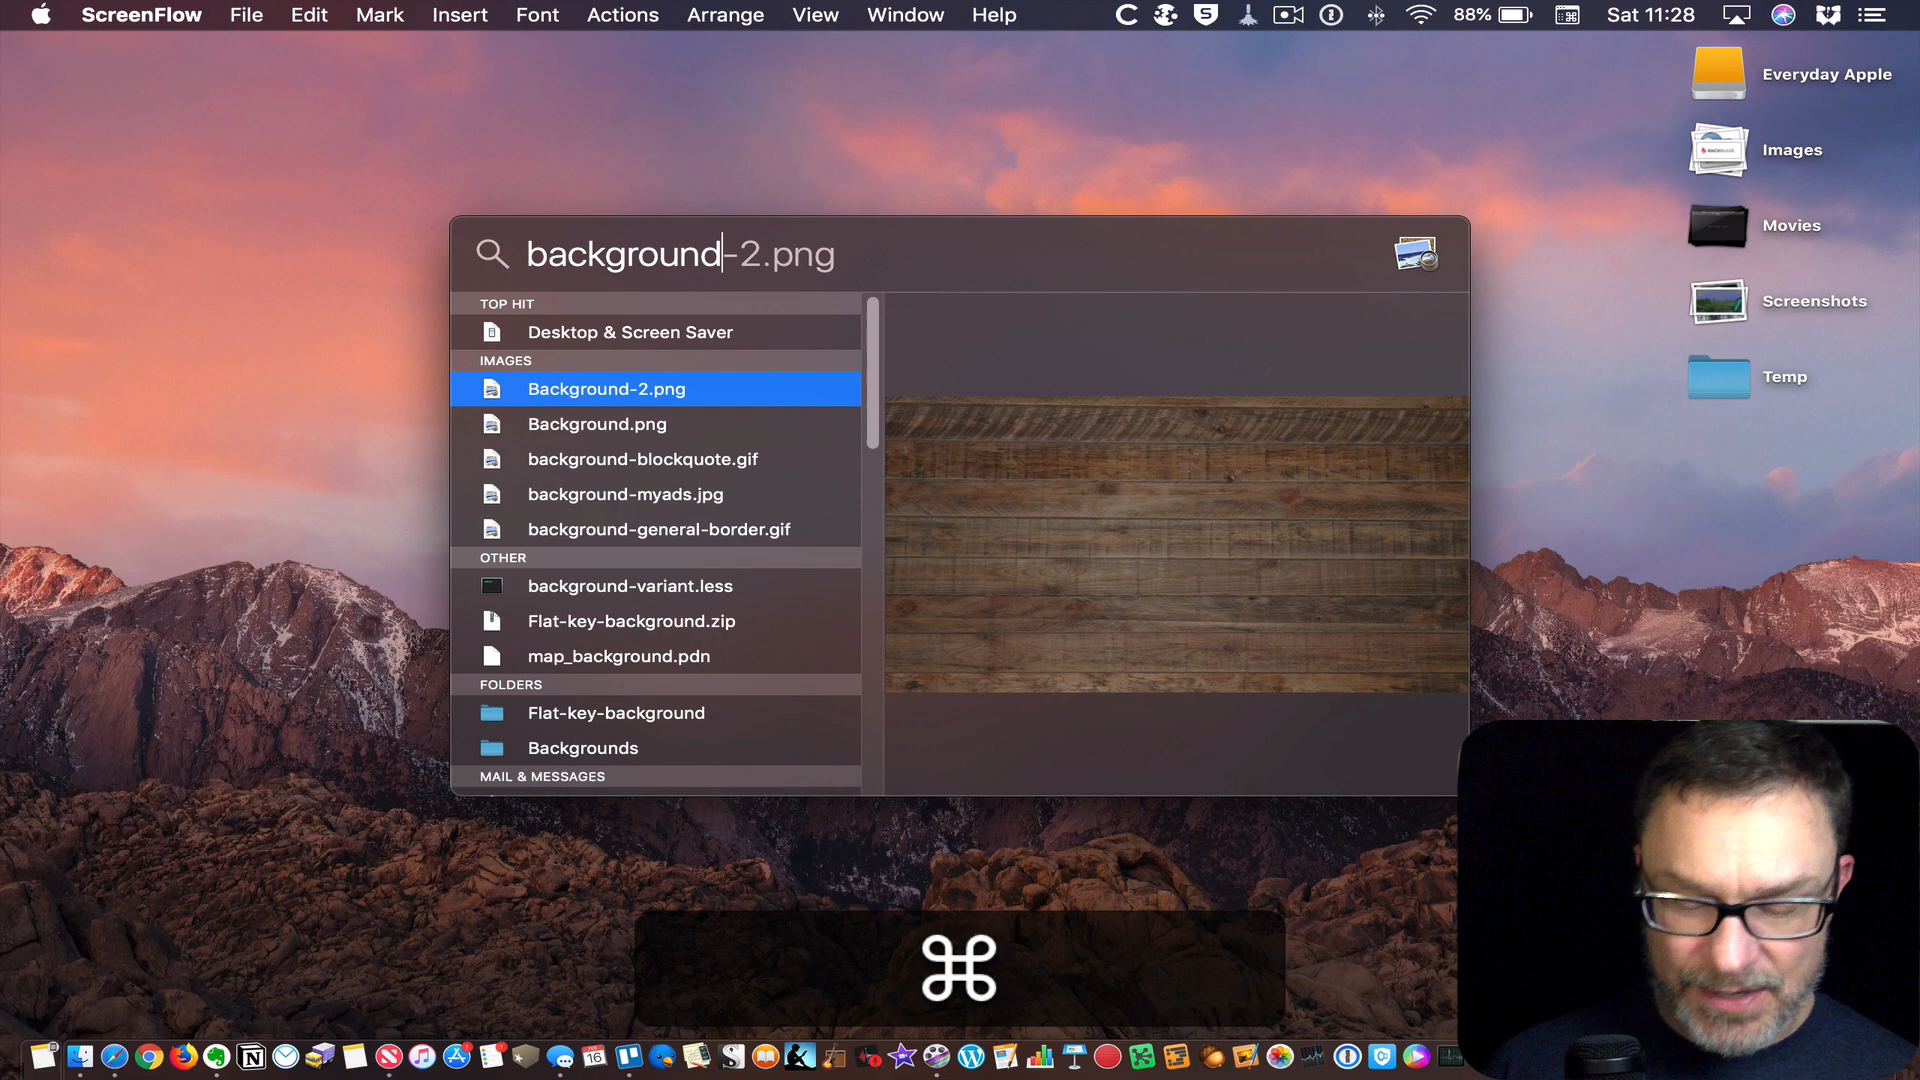 ScreenFlow File Edit Mark Insert Font Actions Arrange View Window Help 88% Sat 11:28
Everyday Apple
Images
Movies
Screenshots
Temp
background-2.png
TOP HIT
Desktop & Screen Saver
IMAGES
Background-2.png
Background.png
background-blockquote.gif
background-myads.jpg
background-general-border.gif
OTHER
background-variant.less
Flat-key-background.zip
map_background.pdn
FOLDERS
Flat-key-background
Backgrounds
MAIL & MESSAGES
⌘
16